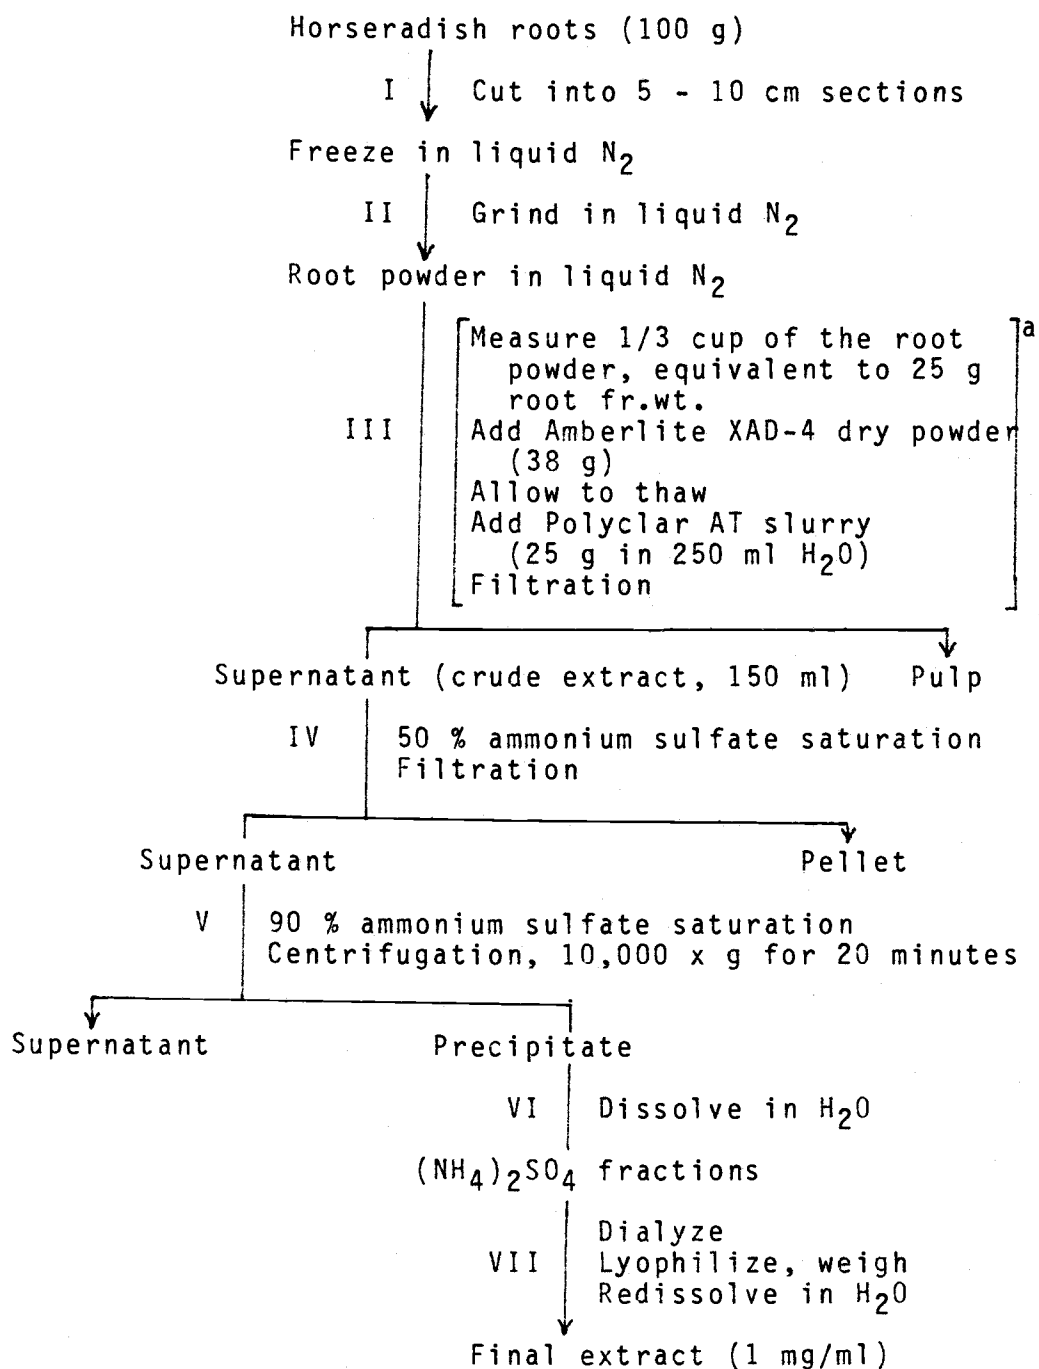 Horseradish roots (100 g)
I Cut into 5 - 10 cm sections
Freeze in liquid N2
II Grind in liquid N2
Root powder in liquid N2
Measure 1/3 cup of the root
powder, equivalent to 25 g
root fr.wt.
III Add Amberlite XAD-4 dry powder
(38 g)
Allow to thaw
Add Polyclar AT slurry
(25 g in 250 ml H2O)
Filtration
a
Supernatant (crude extract, 150 ml) Pulp
IV 50 % ammonium sulfate saturation
Filtration
Supernatant Pellet
V 90 % ammonium sulfate saturation
Centrifugation, 10,000 x g for 20 minutes
Supernatant Precipitate
VI Dissolve in H2O
(NH4)2SO4 fractions
Dialyze
VII Lyophilize, weigh
Redissolve in H2O
Final extract (1 mg/ml)